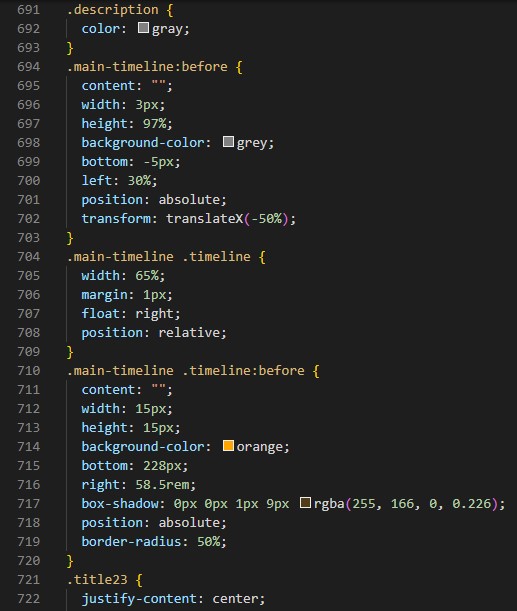 691 .description {
692 color: gray;
693 }
694 .main-timeline:before {
695 content: "";
696 width: 3px;
697 height: 97%;
698 background-color: grey;
699 bottom: -5px;
700 left: 30%;
701 position: absolute;
702 transform: translateX(-50%);
703 }
704 .main-timeline .timeline {
705 width: 65%;
706 margin: 1px;
707 float: right;
708 position: relative;
709 }
710 .main-timeline .timeline:before {
711 content: "";
712 width: 15px;
713 height: 15px;
714 background-color: orange;
715 bottom: 228px;
716 right: 58.5rem;
717 box-shadow: 0px 0px 1px 9px rgba(255, 166, 0, 0.226);
718 position: absolute;
719 border-radius: 50%;
720 }
721 .title23 {
722 justify-content: center;